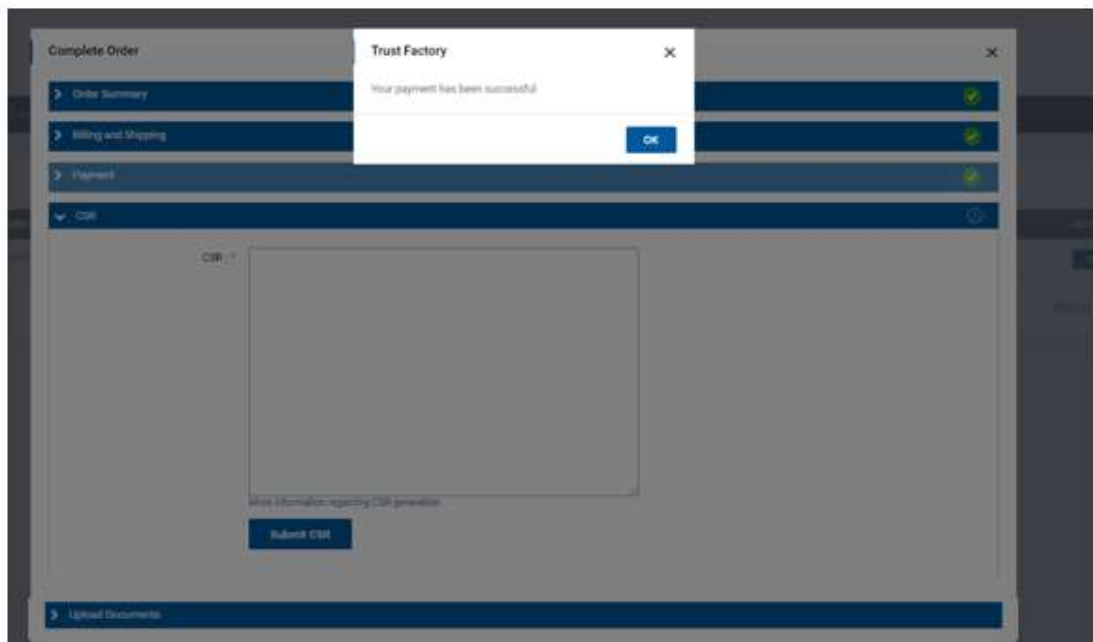 Complete Order
Trust Factory
Your payment has been successful
OK
Order Summary
Billing and Shipping
Payment
CSR
CSR *
More information regarding CSR generation
Submit CSR
Upload Documents